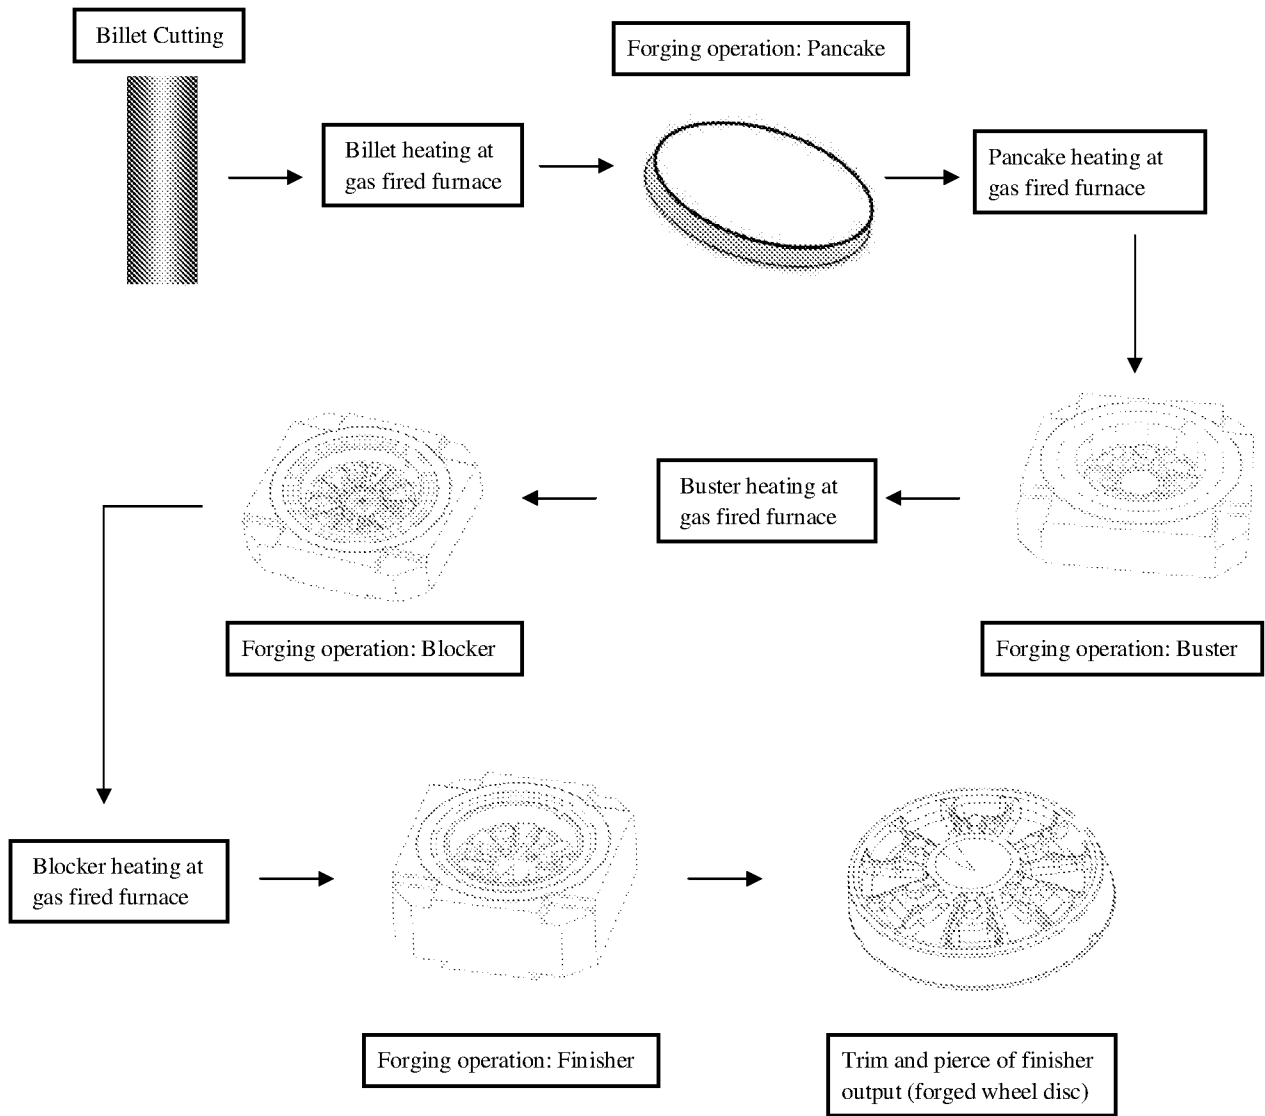 Billet Cutting
Forging operation: Pancake
Billet heating at
gas fired furnace
Pancake heating at
gas fired furnace
Buster heating at
gas fired furnace
Forging operation: Blocker
Forging operation: Buster
Blocker heating at
gas fired furnace
Forging operation: Finisher
Trim and pierce of finisher
output (forged wheel disc)